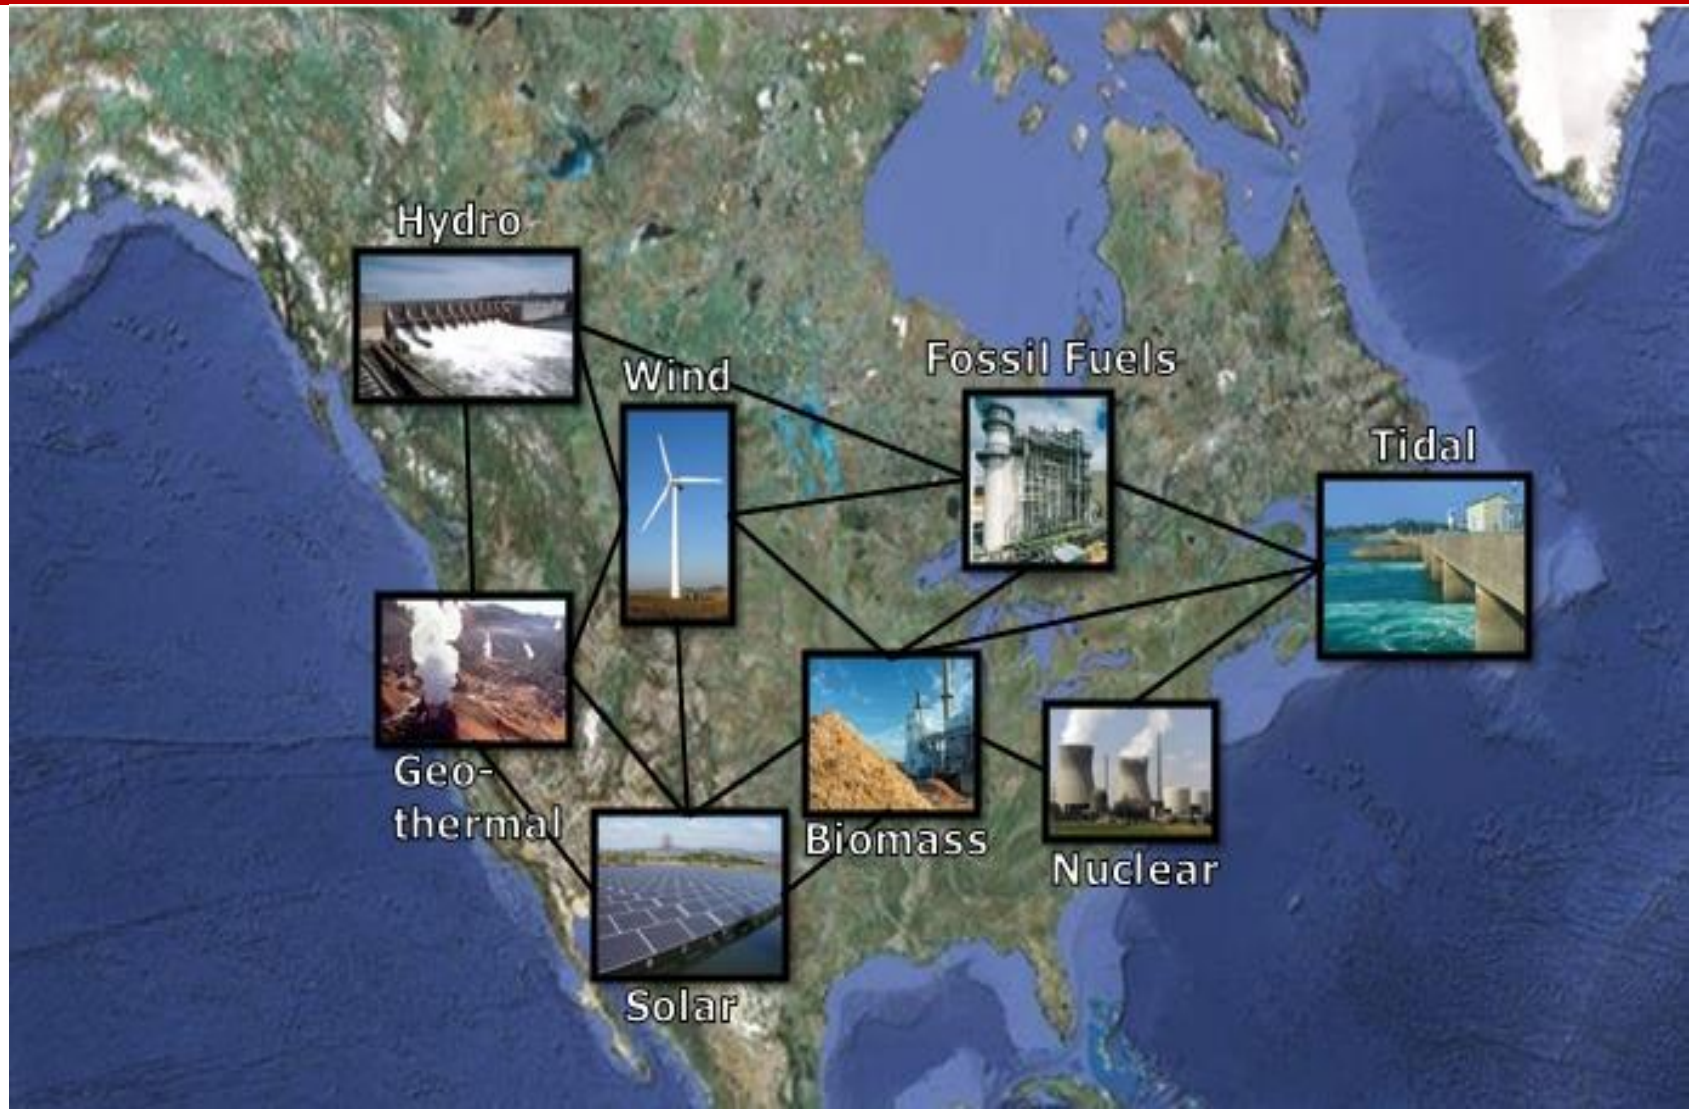 Hydro
Wind
Fossil Fuels
Tidal
Geo-
thermal
Biomass
Nuclear
Solar